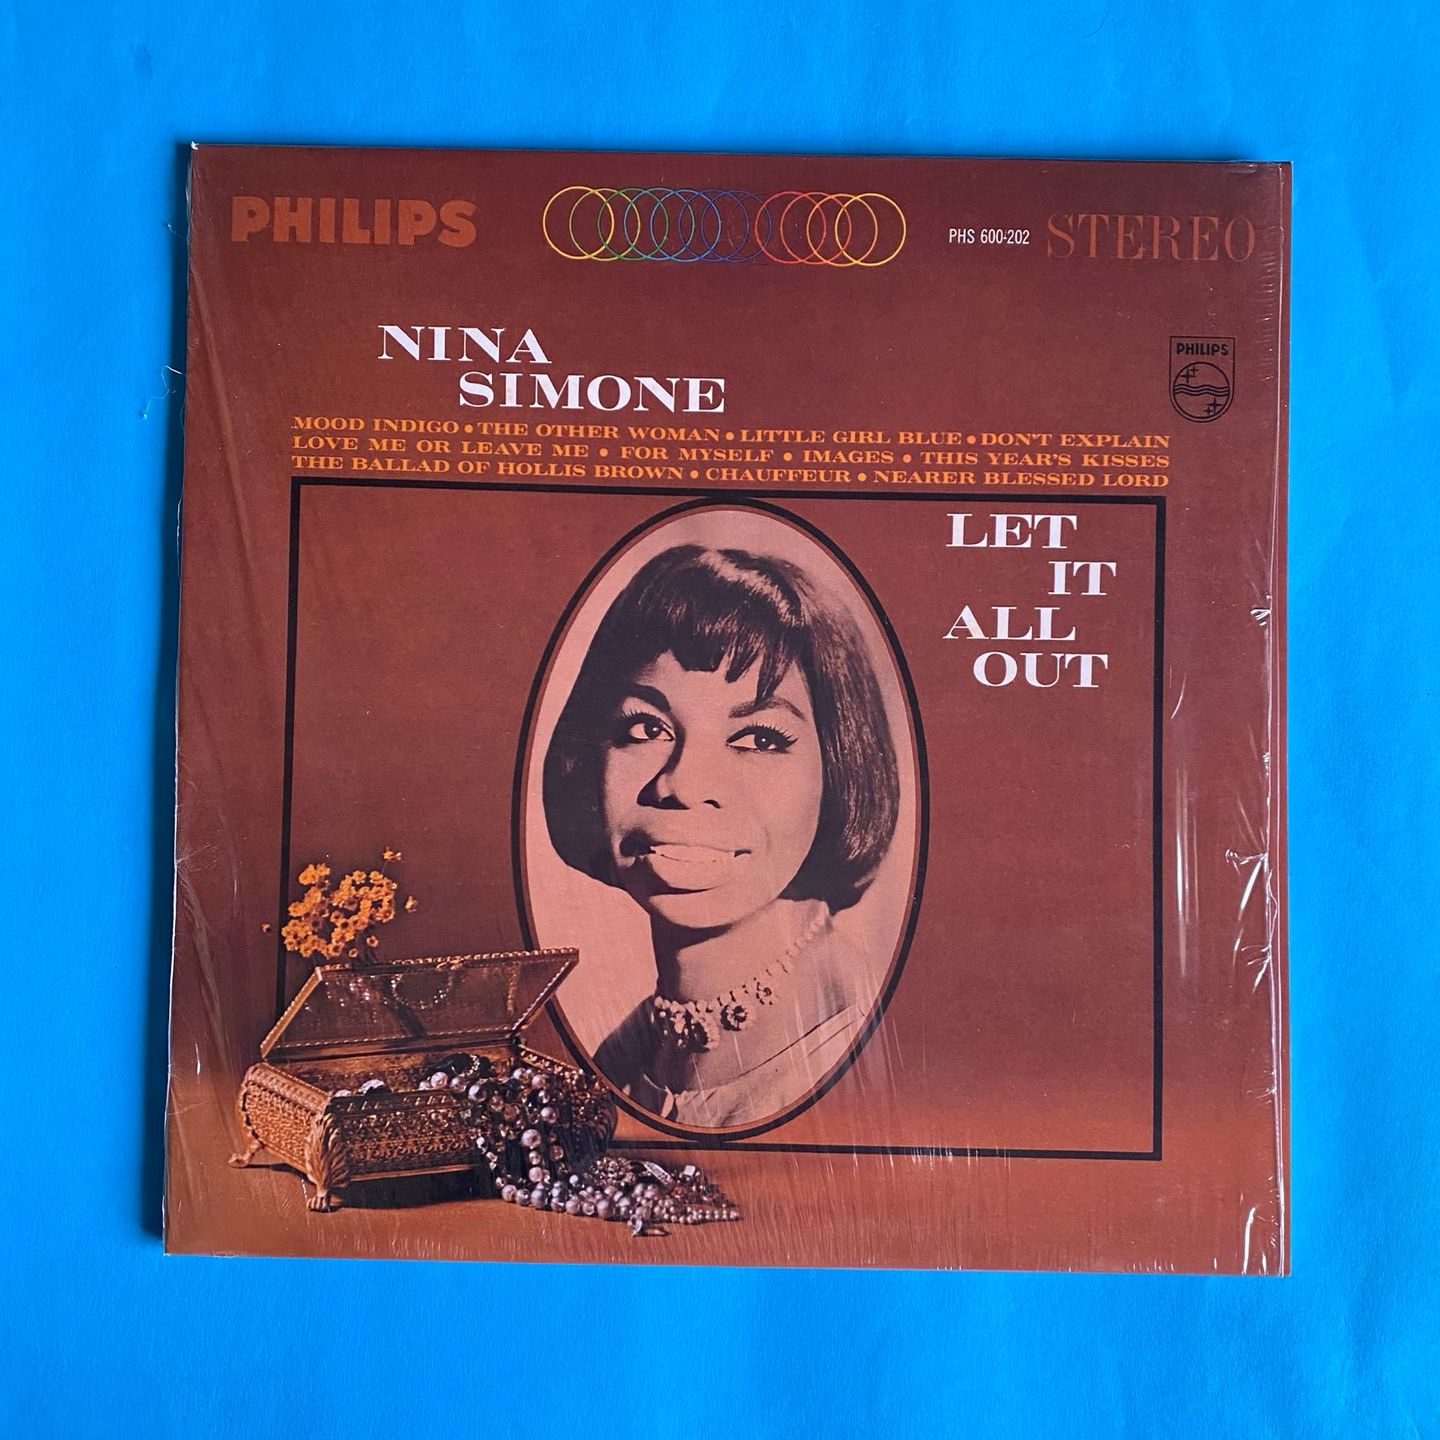 PHILIPS
PHS 600-202 STEREO
PHILIPS
NINA
SIMONE
MOOD INDIGO • THE OTHER WOMAN • LITTLE GIRL BLUE • DON'T EXPLAIN
LOVE ME OR LEAVE ME • FOR MYSELF • IMAGES • THIS YEAR'S KISSES
THE BALLAD OF HOLLIS BROWN • CHAUFFEUR • NEARER BLESSED LORD
LET
IT
ALL
OUT